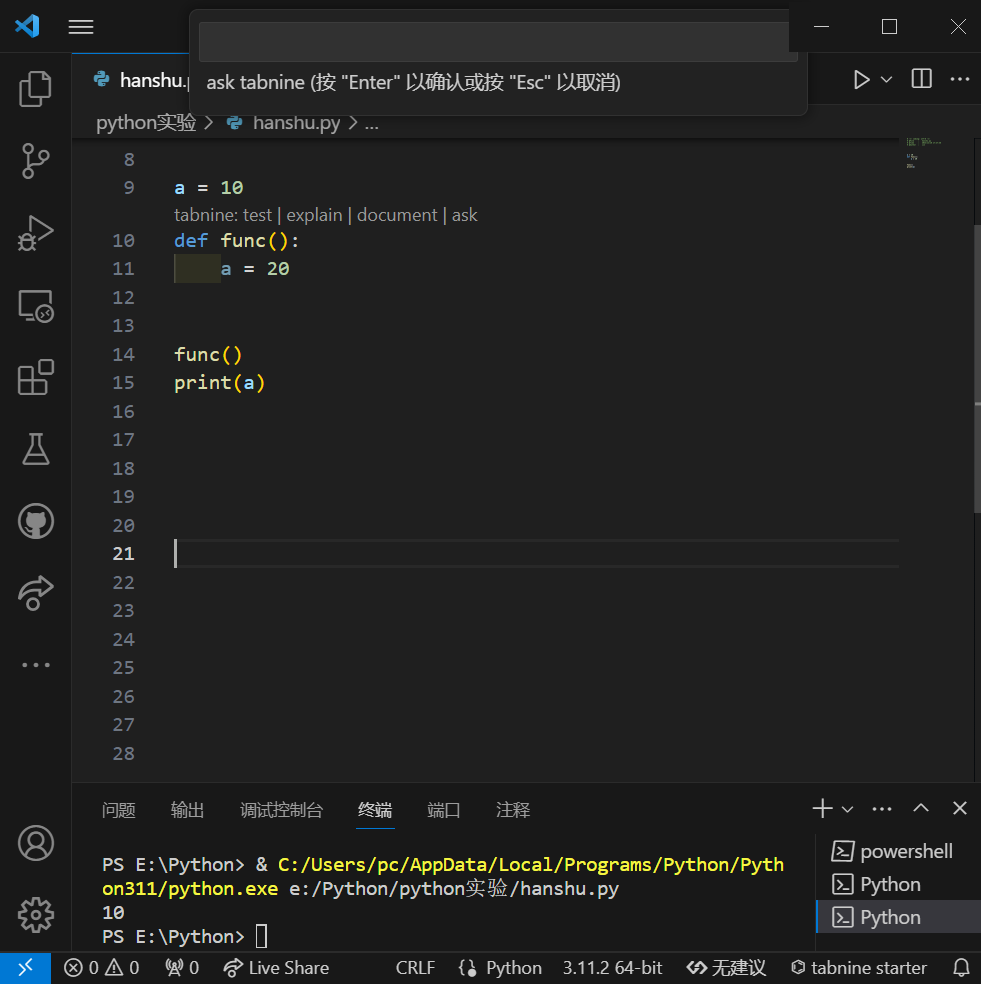 ask tabnine (按 "Enter" 以确认或按 "Esc" 以取消)
hanshu.p
python实验 > hanshu.py > ...
8
9 a = 10
tabnine: test | explain | document | ask
10 def func():
11 a = 20
12
13
14 func()
15 print(a)
16
17
18
19
20
21
22
23
24
25
26
27
28
问题 输出 调试控制台 终端 端口 注释
PS E:\Python> & C:/Users/pc/AppData/Local/Programs/Python/Pyth
on311/python.exe e:/Python/python实验/hanshu.py
10
PS E:\Python>
powershell
Python
Python
0 0 0 Live Share CRLF Python 3.11.2 64-bit 无建议 tabnine starter